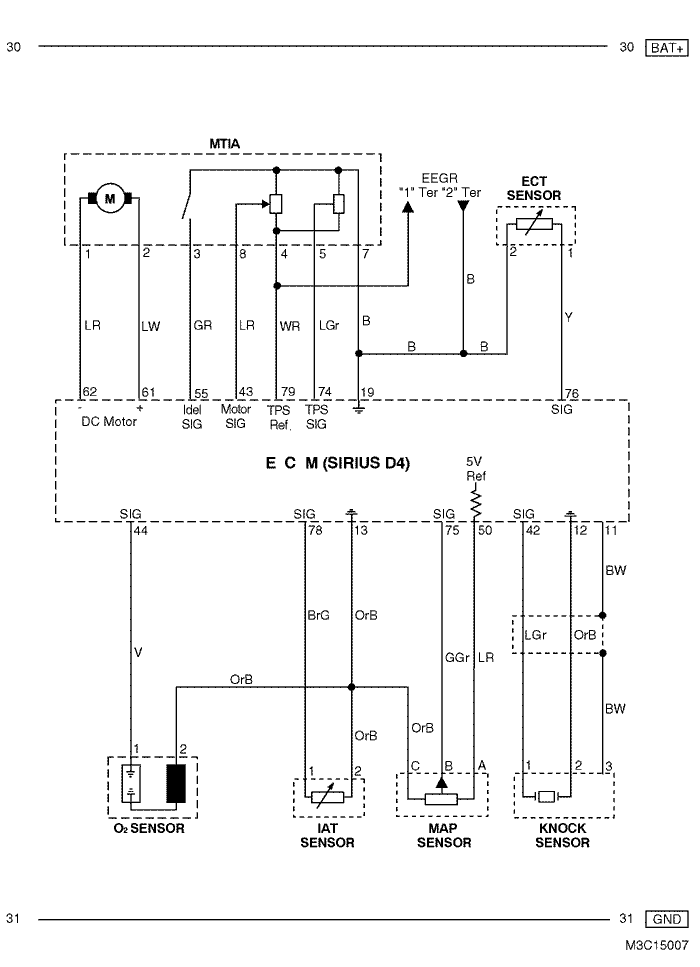 30 30 BAT+
MTIA
EEGR
"1" Ter "2" Ter
ECT
SENSOR
M
1 2 3 8 4 5 7
2 1
B
LR LW GR LR WR LGr B
Y
B B
62 61 55 43 79 74 19 76
- +
DC Motor
Idel
SIG
Motor
SIG
TPS
Ref.
TPS
SIG
SIG
E C M (SIRIUS D4)
5V
Ref
SIG SIG SIG SIG
44 78 13 75 50 42 12 11
BW
BrG OrB
LGr OrB
V
GGr LR
OrB
BW
OrB OrB
1 2
1 2
C B A
1 2 3
O2 SENSOR
IAT
SENSOR
MAP
SENSOR
KNOCK
SENSOR
31 31 GND
M3C15007